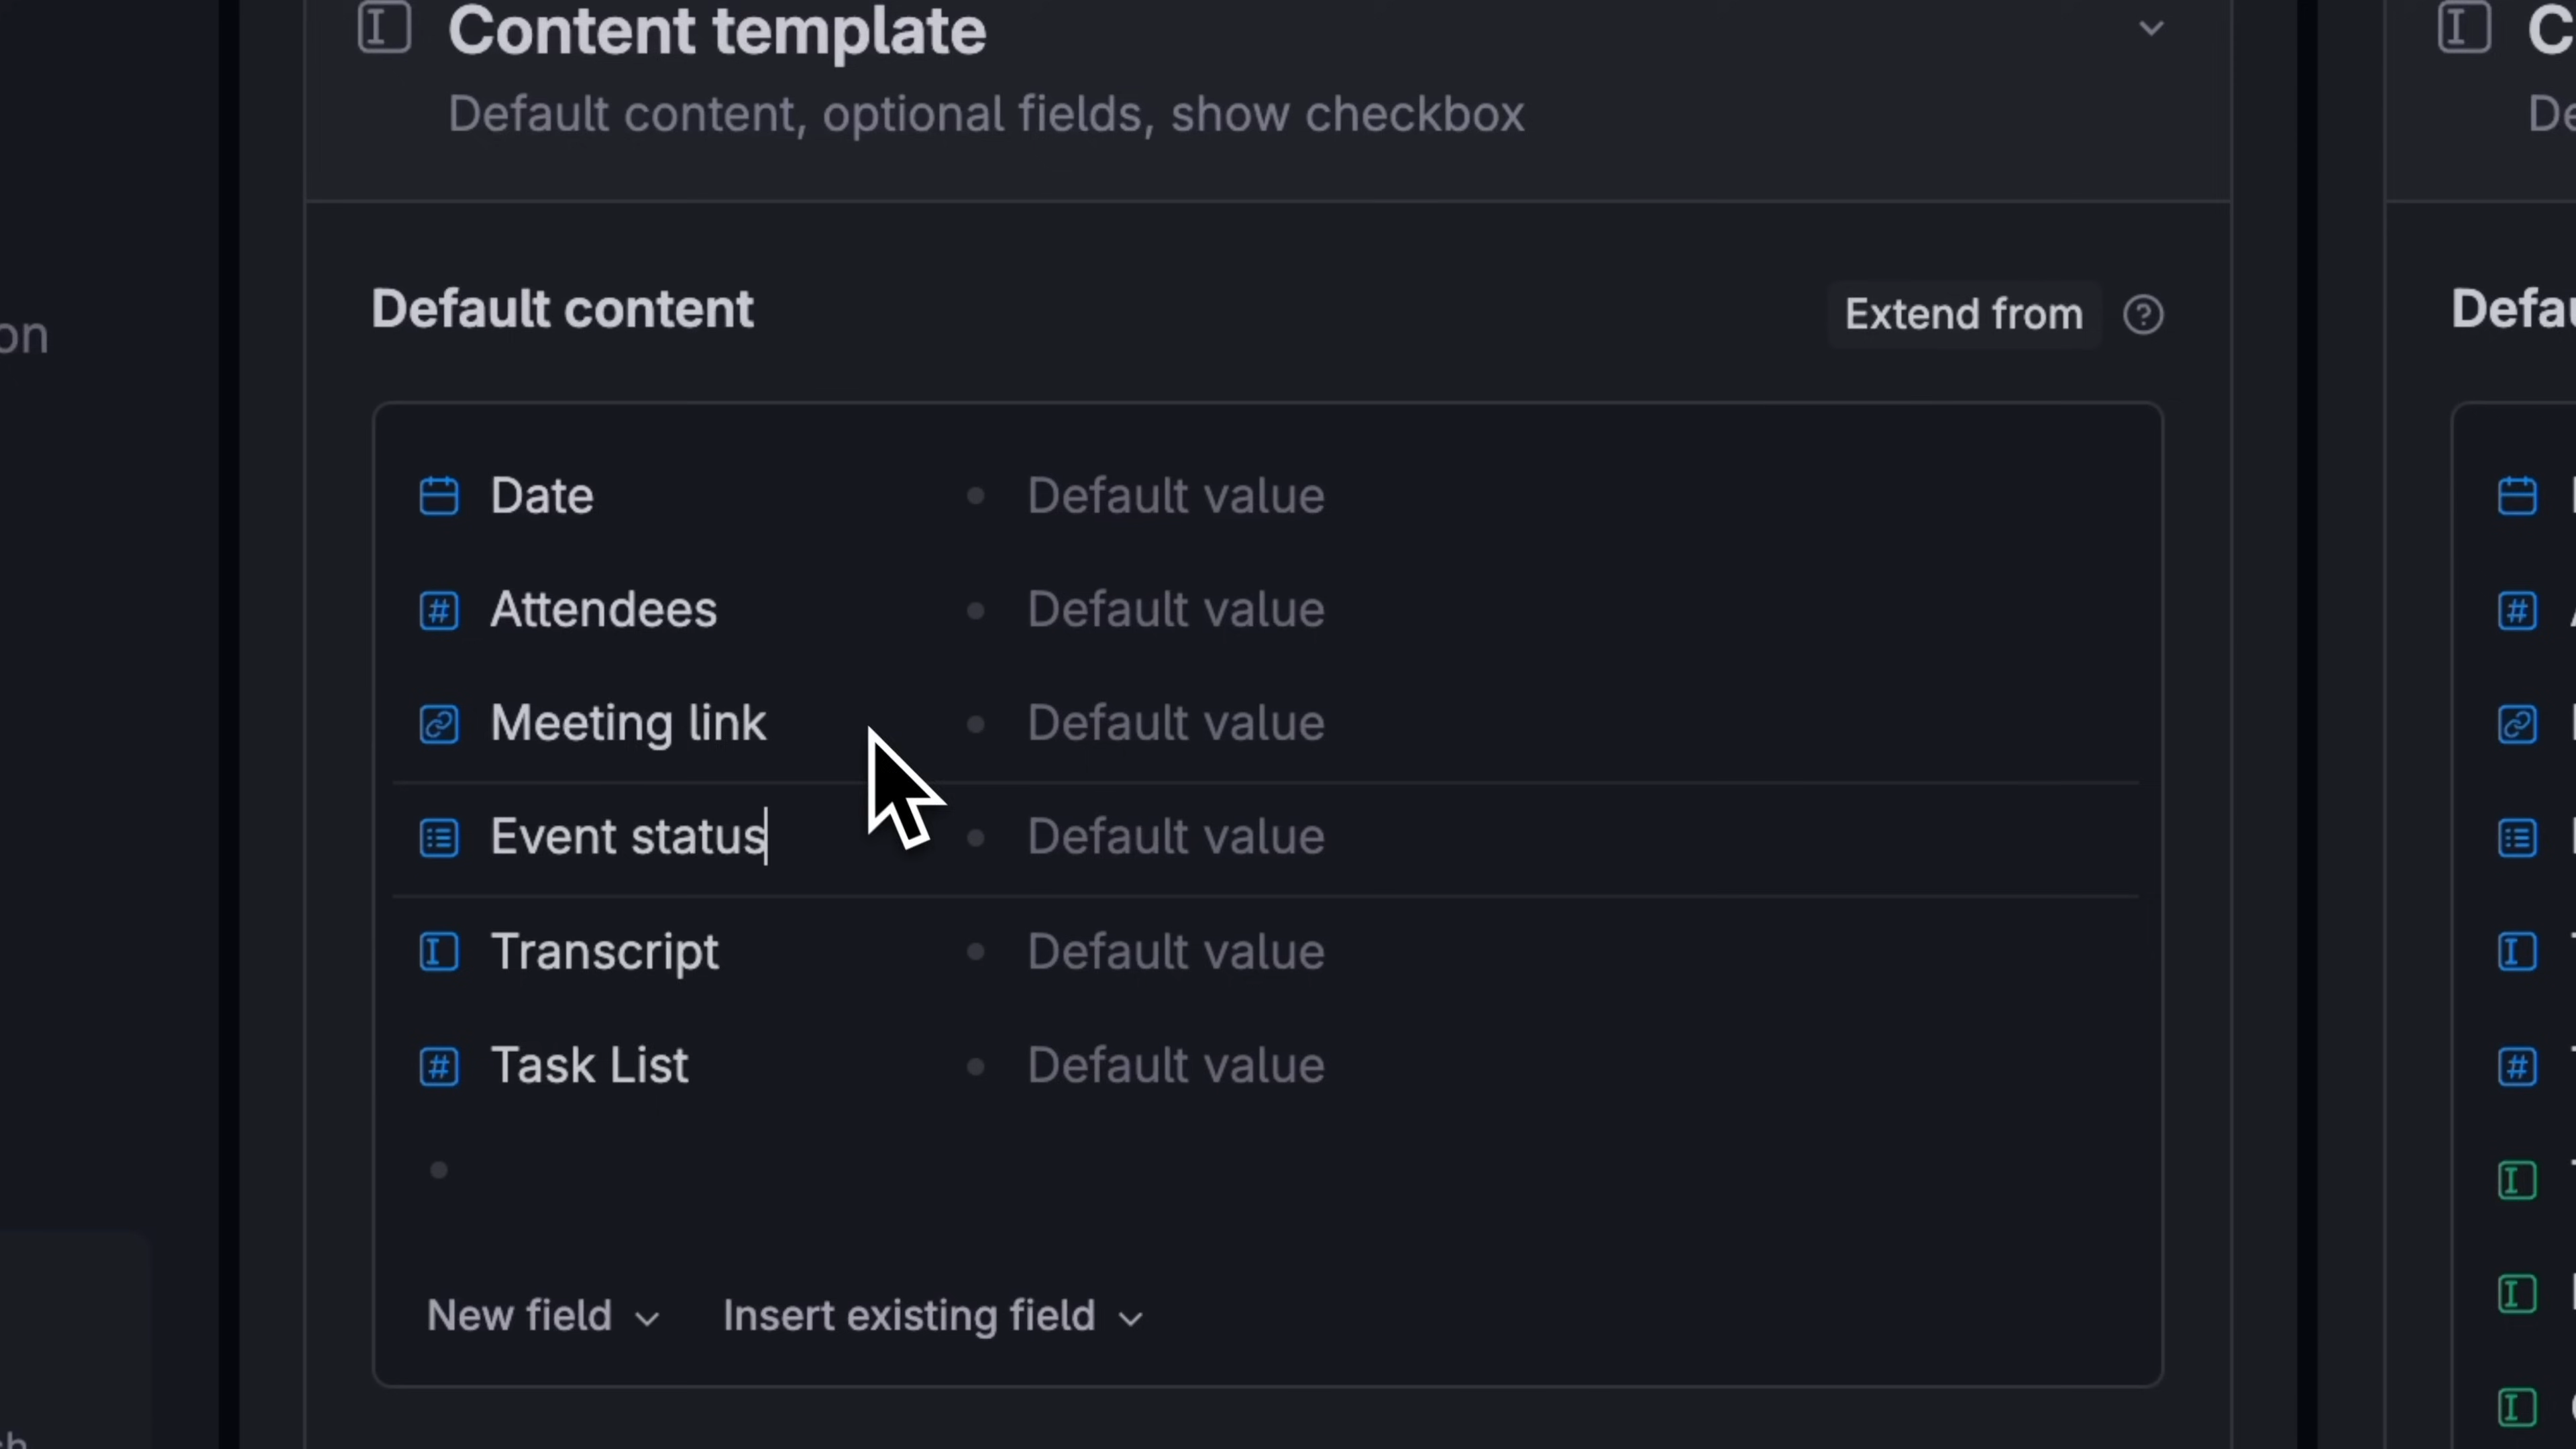 Content template
Default content, optional fields, show checkbox
Default content
Extend from
Date
Default value
Attendees
Default value
Meeting link
Default value
Event status
Default value
Transcript
Default value
Task List
Default value
New field
Insert existing field